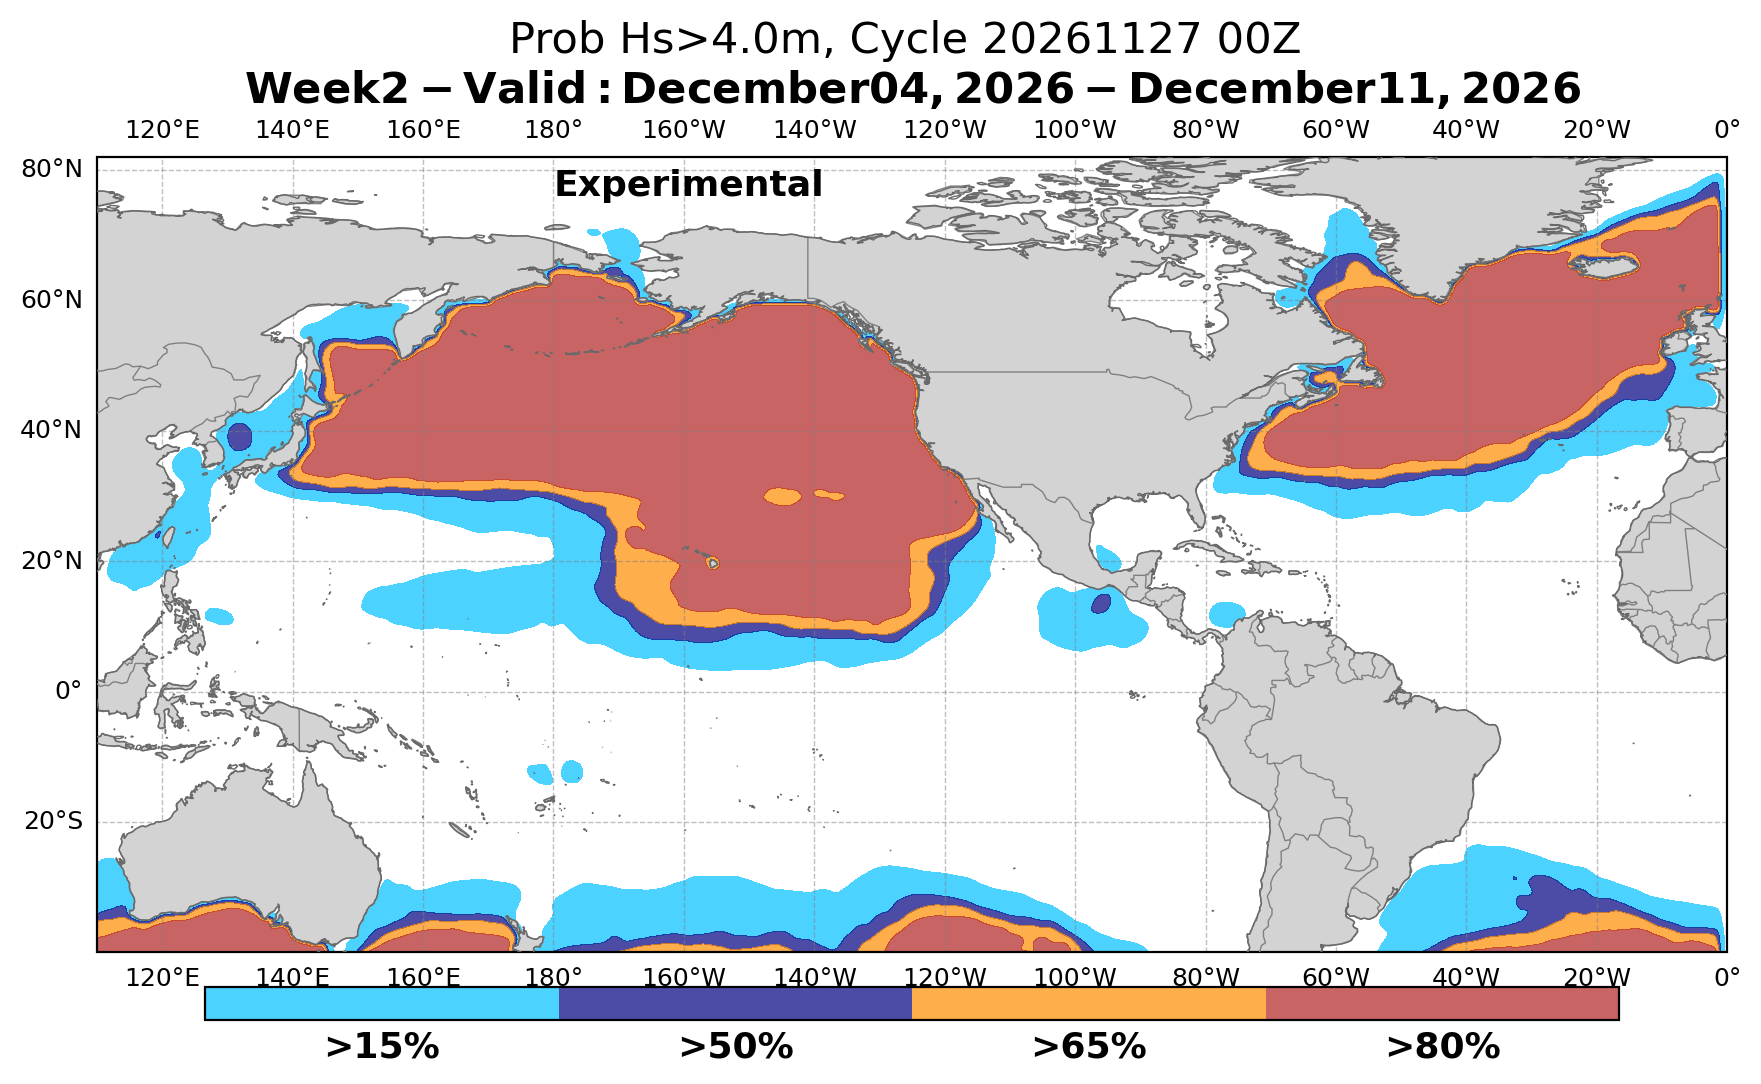 Prob Hs>4.0m, Cycle 20261127 00Z
Week2 − Valid : December04, 2026 − December11, 2026
120°E 140°E 160°E 180° 160°W 140°W 120°W 100°W 80°W 60°W 40°W 20°W 0°
80°N
Experimental
60°N
40°N
20°N
0°
20°S
120°E 140°E 160°E 180° 160°W 140°W 120°W 100°W 80°W 60°W 40°W 20°W 0°
>15% >50% >65% >80%